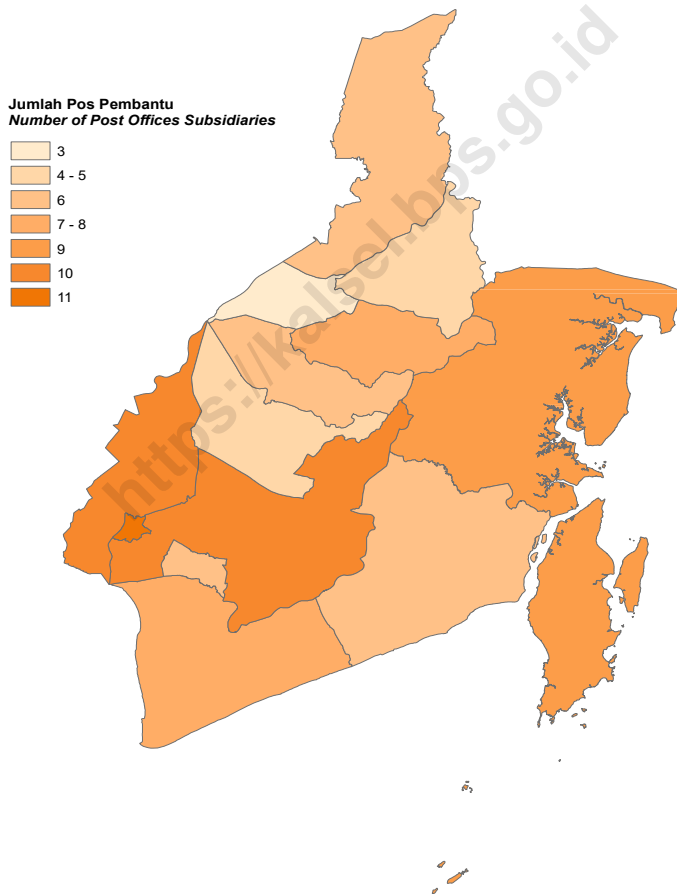 Jumlah Pos Pembantu
Number of Post Offices Subsidiaries
3
4 - 5
6
7 - 8
9
10
11
https://kalsel.bps.go.id